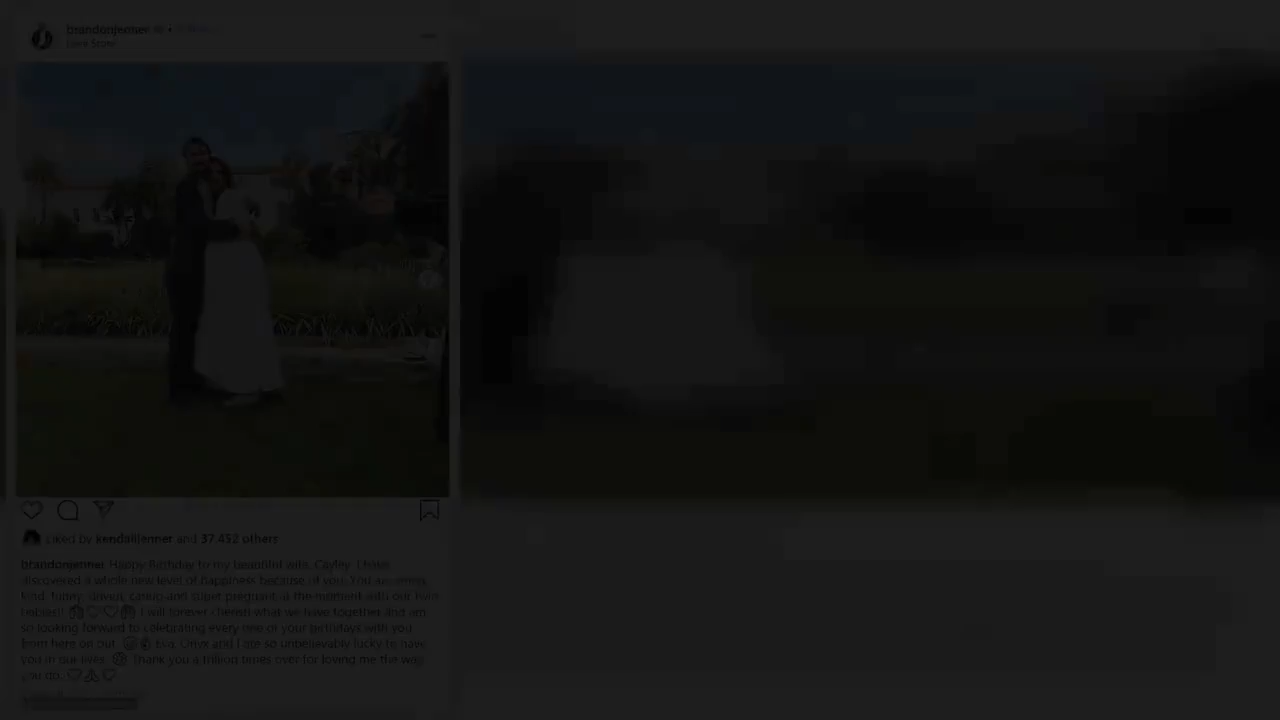 brandonjenner
Love Story
Liked by kendalljenner and 37,452 others
brandonjenner Happy Birthday to my beautiful wife, Cayley. I have
discovered a whole new level of happiness because of you! You are
kind, funny, driven, and super pregnant at the moment with our twin
babies!! I will forever cherish what we have together and am
so looking forward to celebrating every one of your birthdays with you
from here on out. Eva, Onyx and I are so unbelievably lucky to have
you in our lives. Thank you a trillion times over for loving me the way
you do.